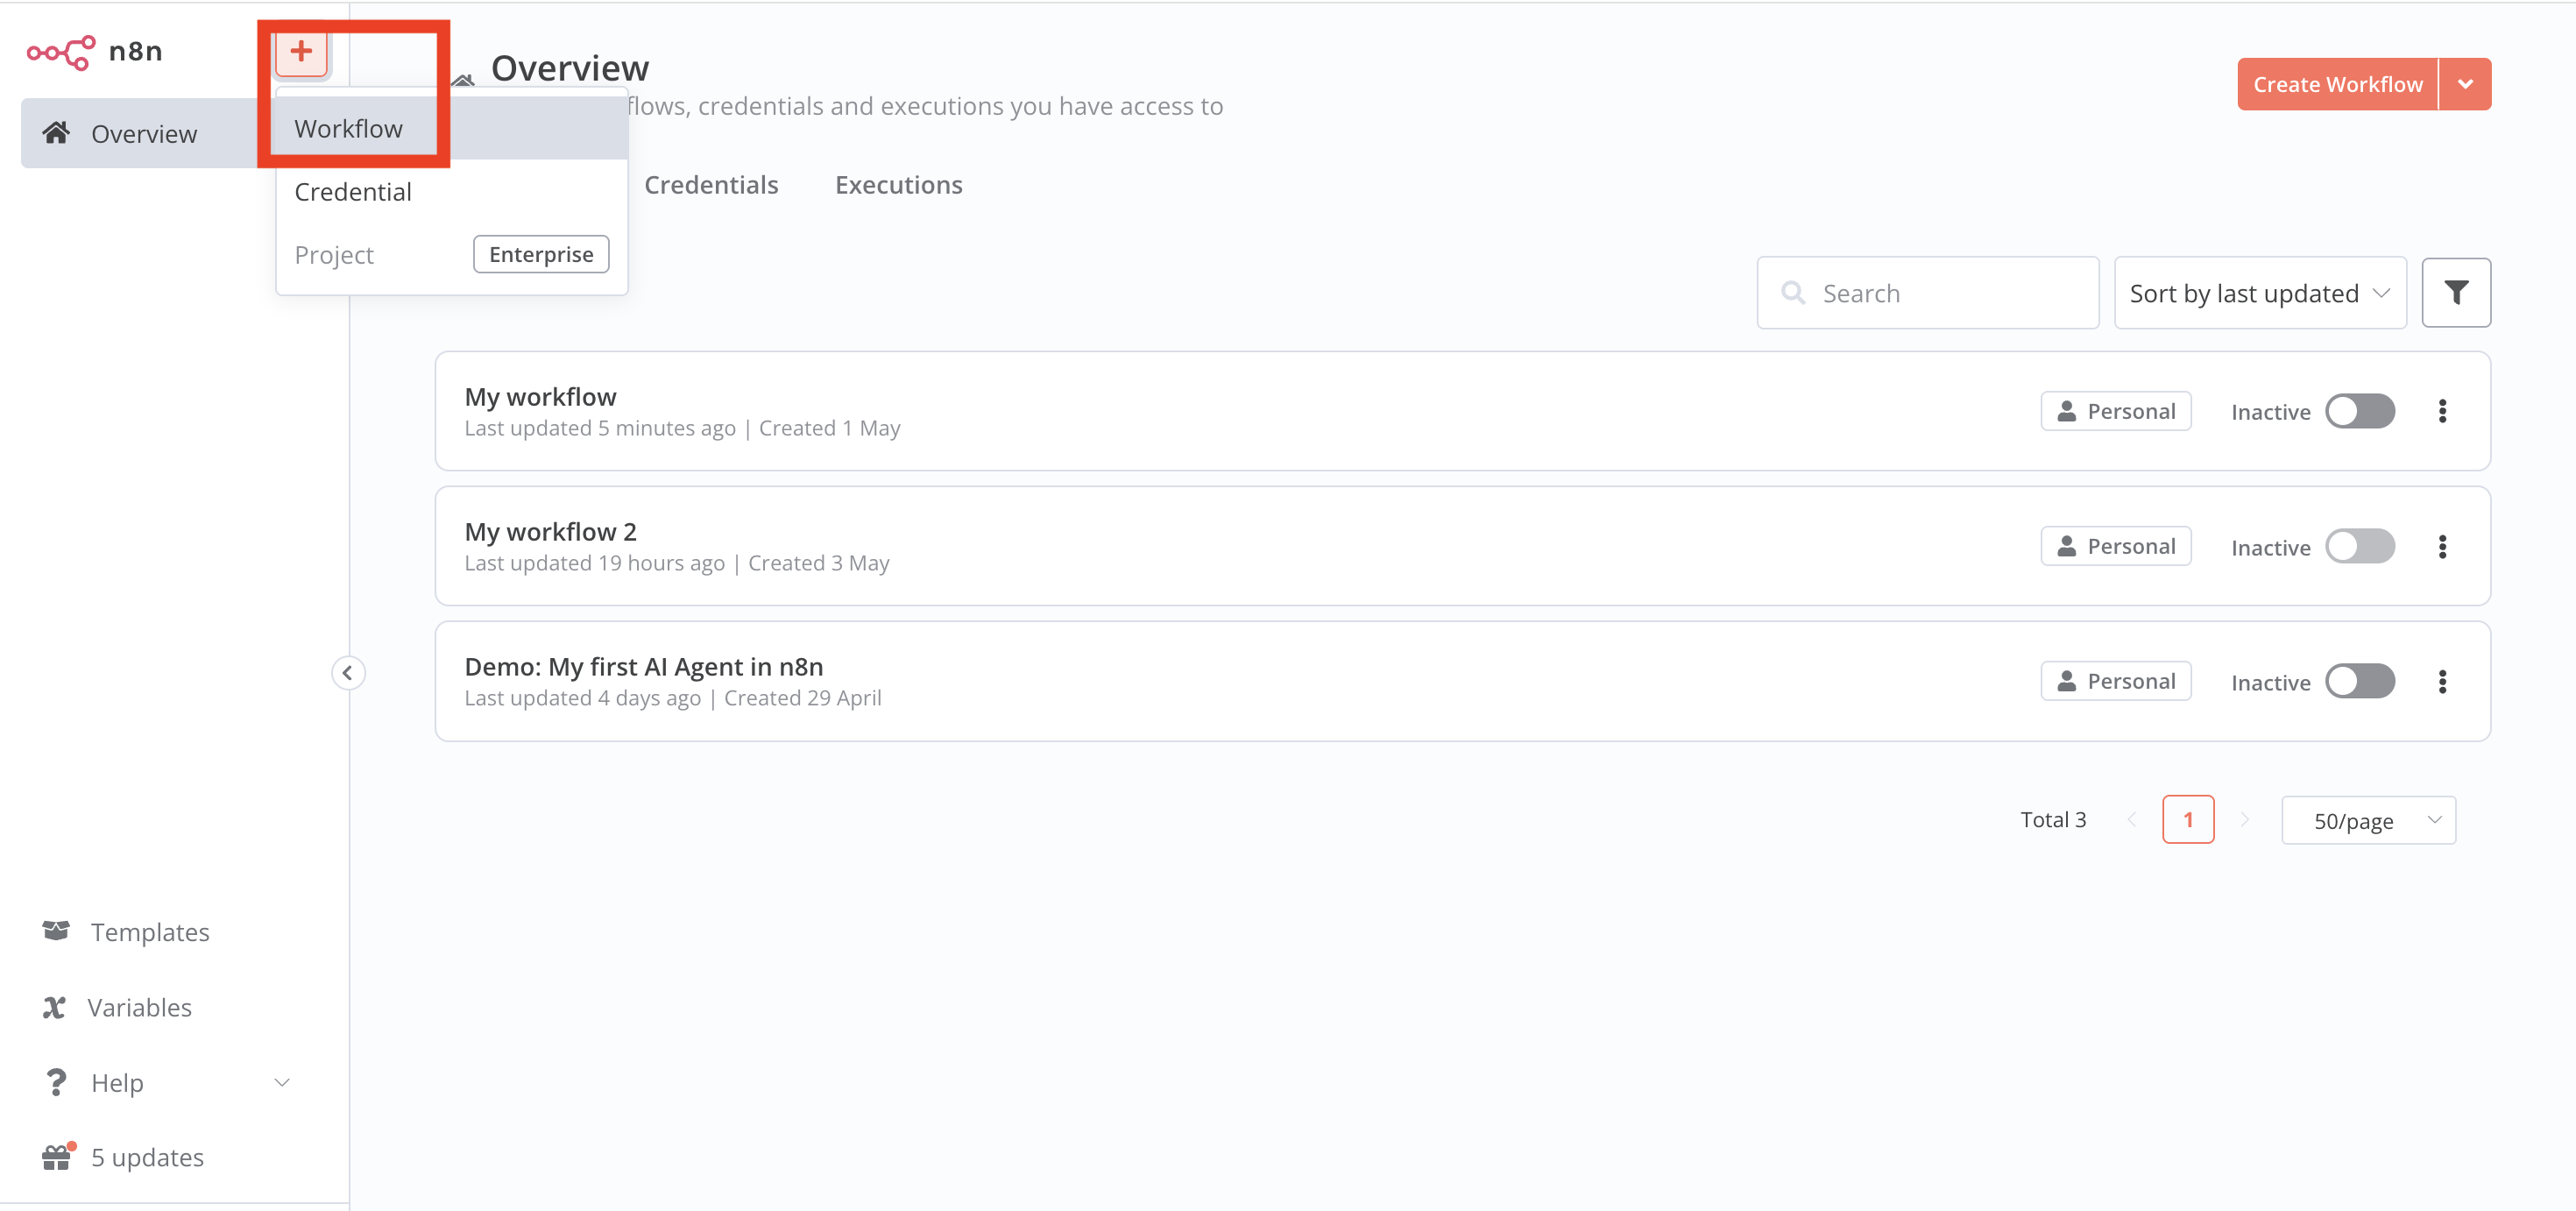 n8n
Overview
Workflow
Credential
Project
Enterprise
Overview
flows, credentials and executions you have access to
Create Workflow
Credentials
Executions
Search
Sort by last updated
My workflow
Last updated 5 minutes ago | Created 1 May
Personal
Inactive
My workflow 2
Last updated 19 hours ago | Created 3 May
Personal
Inactive
Demo: My first AI Agent in n8n
Last updated 4 days ago | Created 29 April
Personal
Inactive
Total 3
1
50/page
Templates
Variables
Help
5 updates